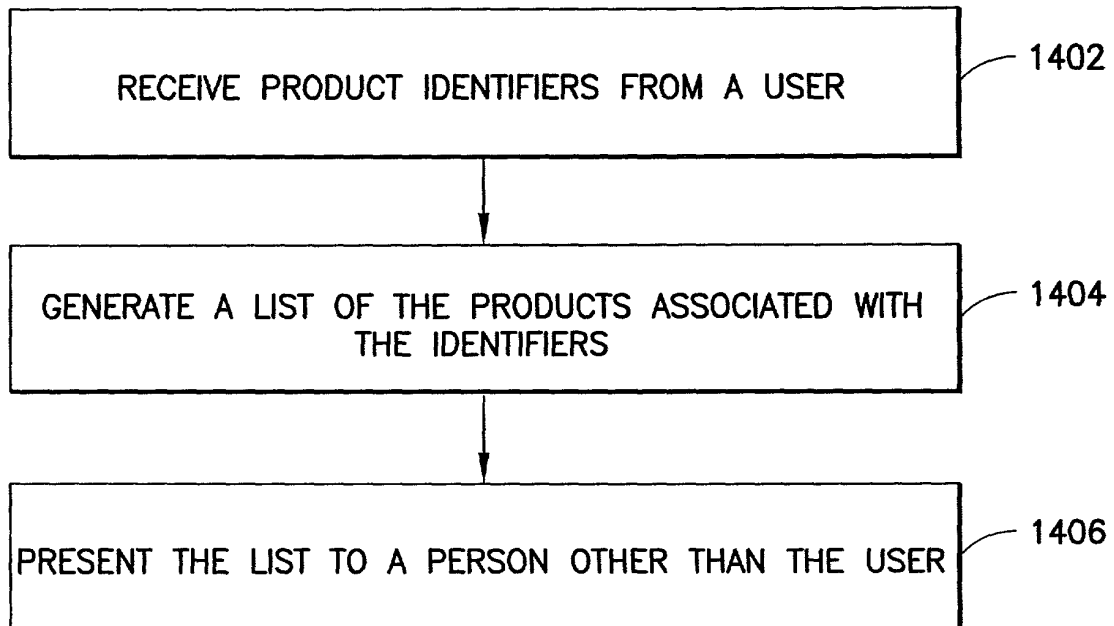 RECEIVE PRODUCT IDENTIFIERS FROM A USER
1402
GENERATE A LIST OF THE PRODUCTS ASSOCIATED WITH
THE IDENTIFIERS
1404
PRESENT THE LIST TO A PERSON OTHER THAN THE USER
1406